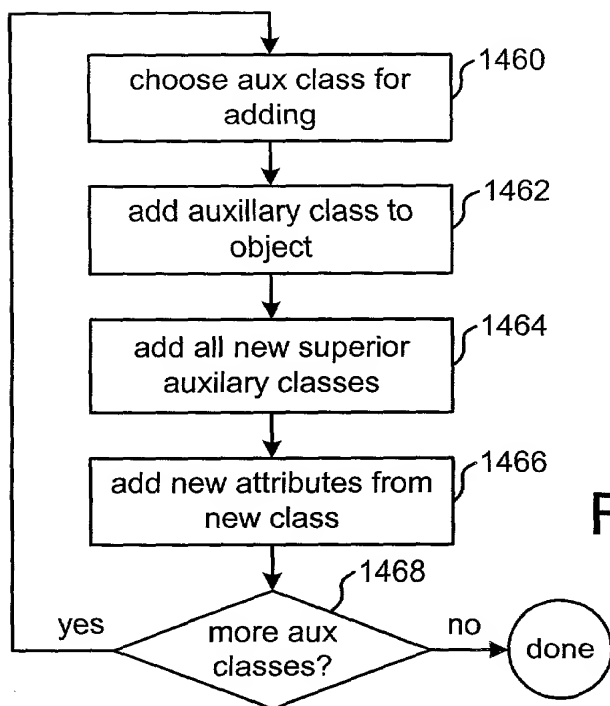 1460
choose aux class for
adding
1462
add auxillary class to
object
1464
add all new superior
auxilary classes
1466
add new attributes from
new class
1468
yes
more aux
classes?
no
done